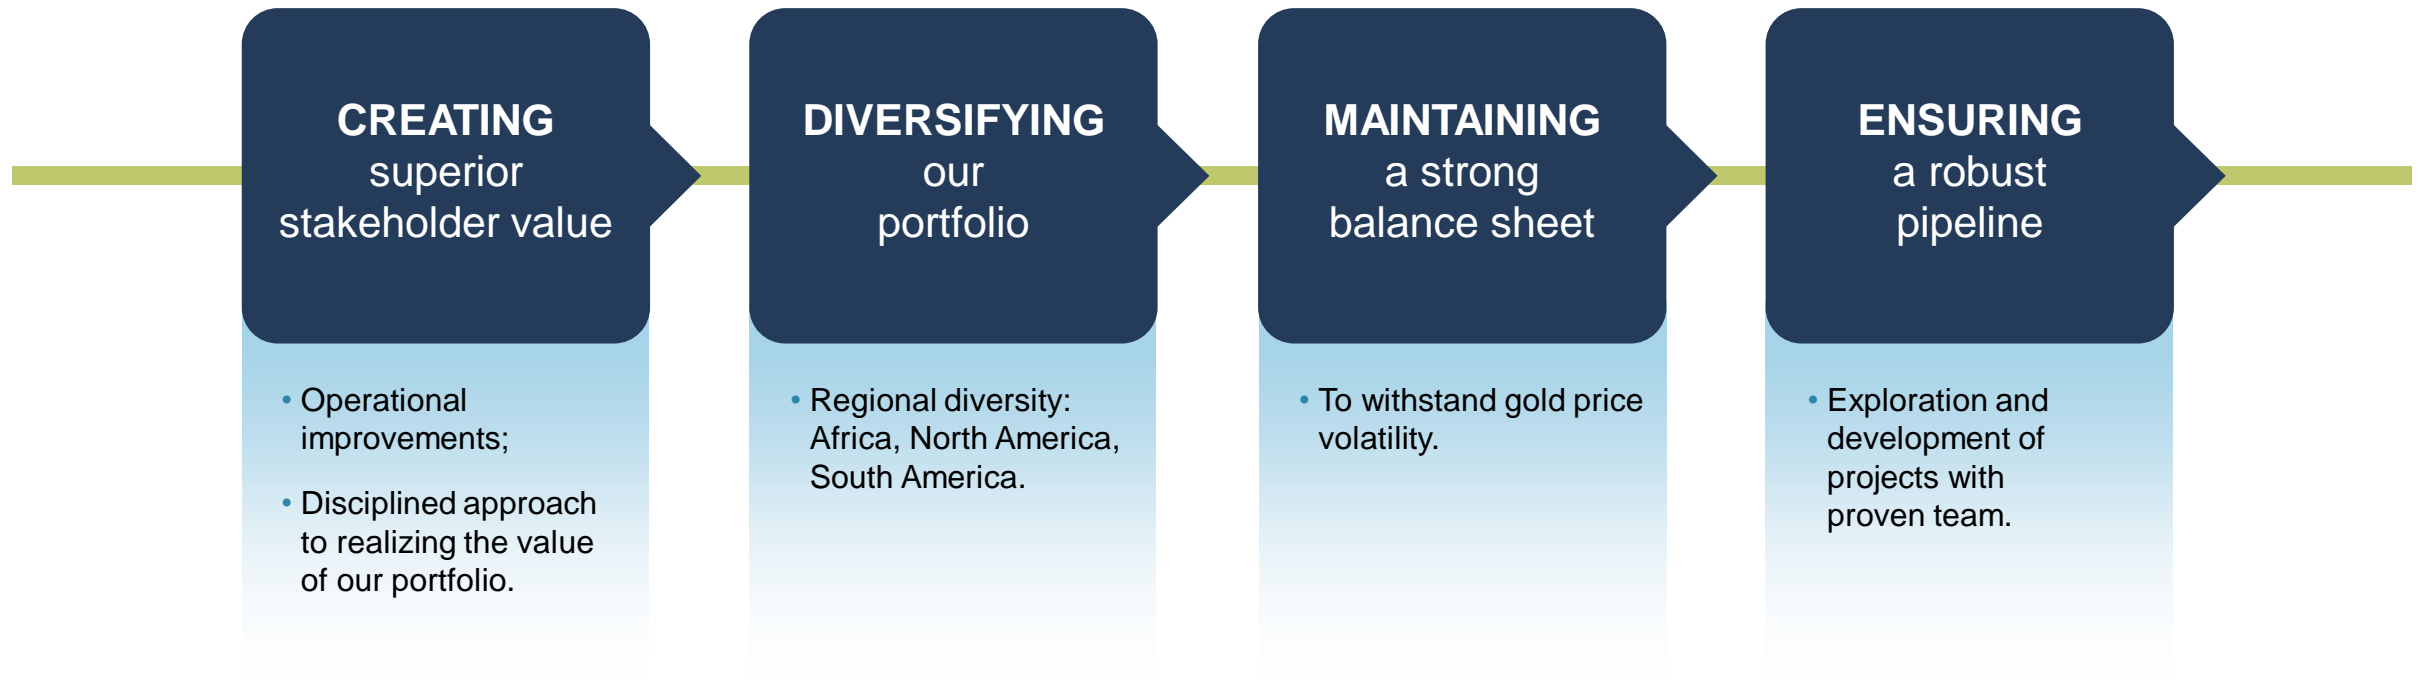 CREATING
superior
stakeholder value
• Operational
improvements;
• Disciplined approach
to realizing the value
of our portfolio.
DIVERSIFYING
our
portfolio
• Regional diversity:
Africa, North America,
South America.
MAINTAINING
a strong
balance sheet
• To withstand gold price
volatility.
ENSURING
a robust
pipeline
• Exploration and
development of
projects with
proven team.